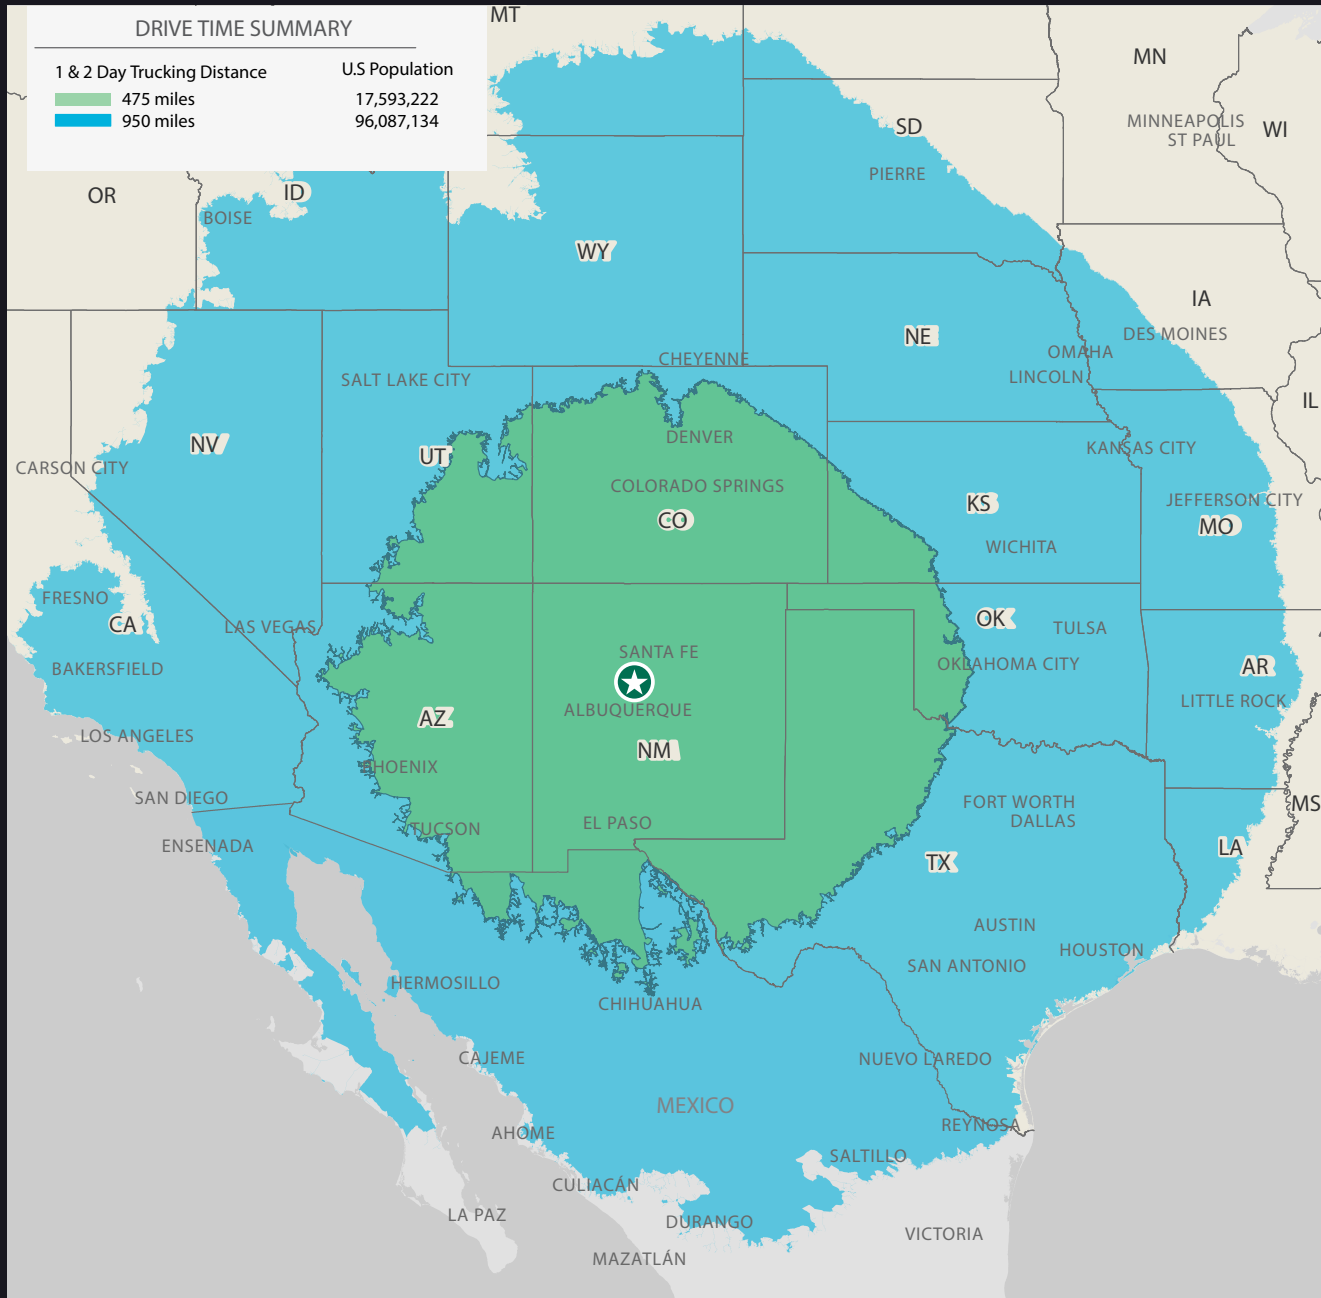 DRIVE TIME SUMMARY
1 & 2 Day Trucking Distance U.S Population
475 miles 17,593,222
950 miles 96,087,134
MT
MN
MINNEAPOLIS
ST PAUL
WI
SD
PIERRE
OR
ID
BOISE
WY
IA
DES MOINES
NE
OMAHA
LINCOLN
CHEYENNE
SALT LAKE CITY
IL
NV
UT
DENVER
KANSAS CITY
CARSON CITY
COLORADO SPRINGS
CO
KS
JEFFERSON CITY
MO
WICHITA
FRESNO
CA
LAS VEGAS
OK
TULSA
SANTA FE
OKLAHOMA CITY
BAKERSFIELD
AR
LITTLE ROCK
ALBUQUERQUE
AZ
LOS ANGELES
NM
PHOENIX
SAN DIEGO
FORT WORTH
DALLAS
MS
TUCSON
EL PASO
ENSENADA
TX
LA
AUSTIN
HOUSTON
SAN ANTONIO
HERMOSILLO
CHIHUAHUA
CAJEME
NUEVO LAREDO
MEXICO
REYNOSA
AHOME
SALTILLO
CULIACÁN
LA PAZ
DURANGO
VICTORIA
MAZATLÁN